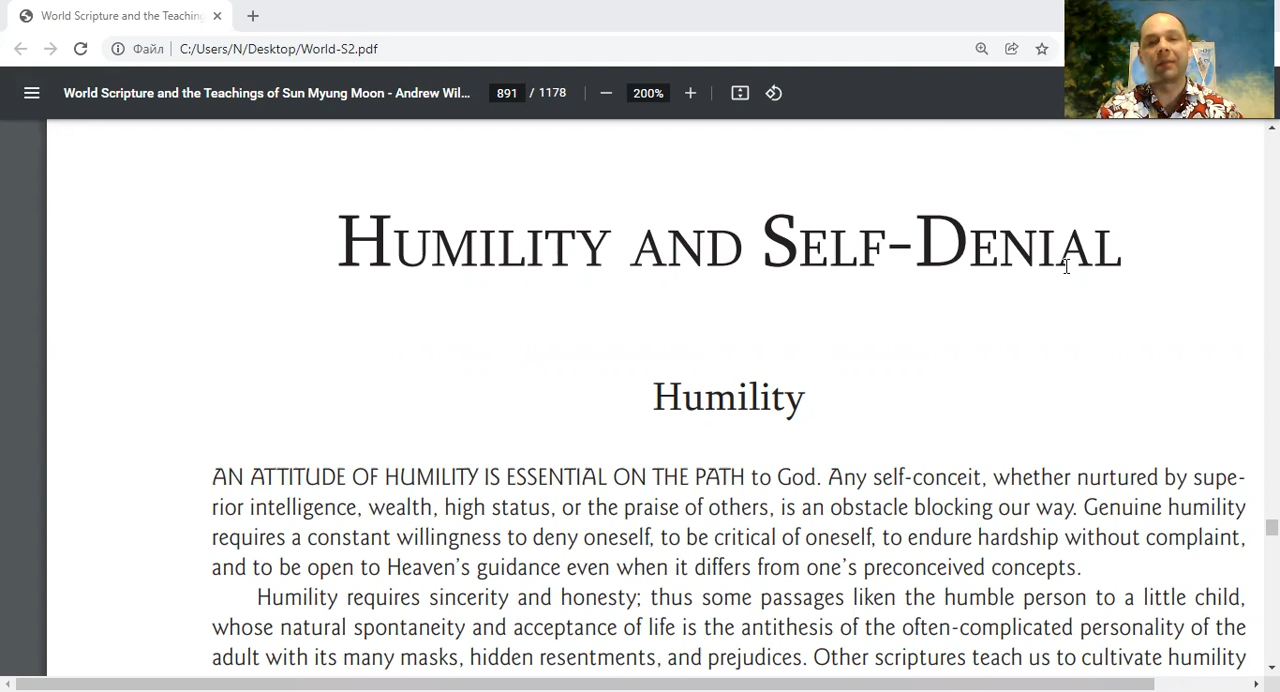 World Scripture and the Teaching
Файл C:/Users/N/Desktop/World-S2.pdf
World Scripture and the Teachings of Sun Myung Moon - Andrew Wil... 891 / 1178 200%
HUMILITY AND SELF-DENIAL
Humility
AN ATTITUDE OF HUMILITY IS ESSENTIAL ON THE PATH to God. Any self-conceit, whether nurtured by supe-
rior intelligence, wealth, high status, or the praise of others, is an obstacle blocking our way. Genuine humility
requires a constant willingness to deny oneself, to be critical of oneself, to endure hardship without complaint,
and to be open to Heaven's guidance even when it differs from one's preconceived concepts.
Humility requires sincerity and honesty; thus some passages liken the humble person to a little child,
whose natural spontaneity and acceptance of life is the antithesis of the often-complicated personality of the
adult with its many masks, hidden resentments, and prejudices. Other scriptures teach us to cultivate humility